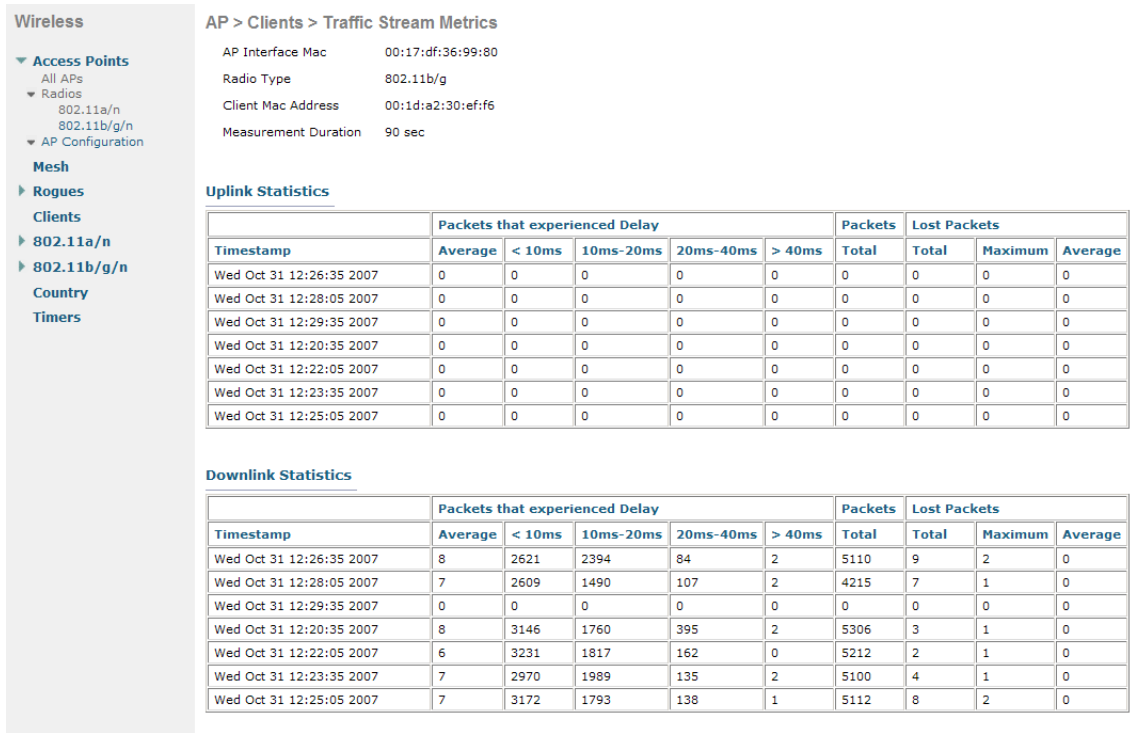 Wireless
Access Points
All APs
Radios
802.11a/n
802.11b/g/n
AP Configuration
Mesh
Rogues
Clients
802.11a/n
802.11b/g/n
Country
Timers
AP > Clients > Traffic Stream Metrics
AP Interface Mac 00:17:df:36:99:80
Radio Type 802.11b/g
Client Mac Address 00:1d:a2:30:ef:f6
Measurement Duration 90 sec
Uplink Statistics
Packets that experienced Delay Packets Lost Packets
Timestamp Average < 10ms 10ms-20ms 20ms-40ms > 40ms Total Total Maximum Average
Wed Oct 31 12:26:35 2007 0 0 0 0 0 0 0 0 0
Wed Oct 31 12:28:05 2007 0 0 0 0 0 0 0 0 0
Wed Oct 31 12:29:35 2007 0 0 0 0 0 0 0 0 0
Wed Oct 31 12:20:35 2007 0 0 0 0 0 0 0 0 0
Wed Oct 31 12:22:05 2007 0 0 0 0 0 0 0 0 0
Wed Oct 31 12:23:35 2007 0 0 0 0 0 0 0 0 0
Wed Oct 31 12:25:05 2007 0 0 0 0 0 0 0 0 0
Downlink Statistics
Packets that experienced Delay Packets Lost Packets
Timestamp Average < 10ms 10ms-20ms 20ms-40ms > 40ms Total Total Maximum Average
Wed Oct 31 12:26:35 2007 8 2621 2394 84 2 5110 9 2 0
Wed Oct 31 12:28:05 2007 7 2609 1490 107 2 4215 7 1 0
Wed Oct 31 12:29:35 2007 0 0 0 0 0 0 0 0 0
Wed Oct 31 12:20:35 2007 8 3146 1760 395 2 5306 3 1 0
Wed Oct 31 12:22:05 2007 6 3231 1817 162 0 5212 2 1 0
Wed Oct 31 12:23:35 2007 7 2970 1989 135 2 5100 4 1 0
Wed Oct 31 12:25:05 2007 7 3172 1793 138 1 5112 8 2 0